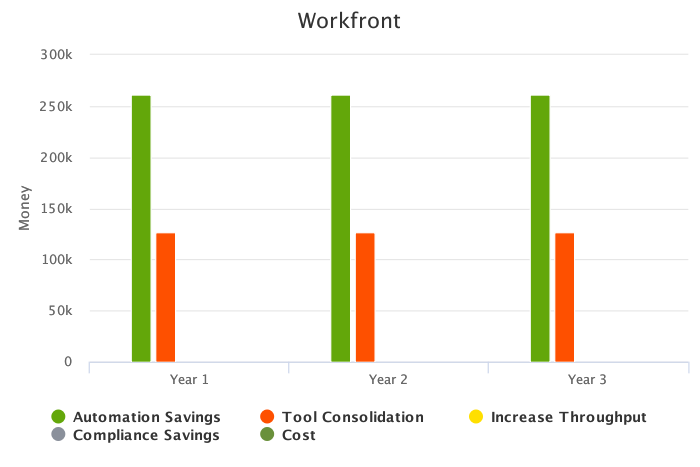 Workfront
300k
250k
200k
150k
100k
50k
0
Money
Year 1 Year 2 Year 3
Automation Savings Tool Consolidation Increase Throughput
Compliance Savings Cost